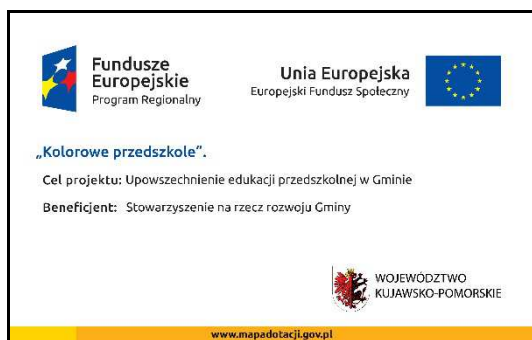 Fundusze
Europejskie
Program Regionalny
Unia Europejska
Europejski Fundusz Społeczny
„Kolorowe przedszkole”.
Cel projektu: Upowszechnienie edukacji przedszkolnej w Gminie
Beneficjent: Stowarzyszenie na rzecz rozwoju Gminy
WOJEWÓDZTWO
KUJAWSKO-POMORSKIE
www.mapadotacji.gov.pl